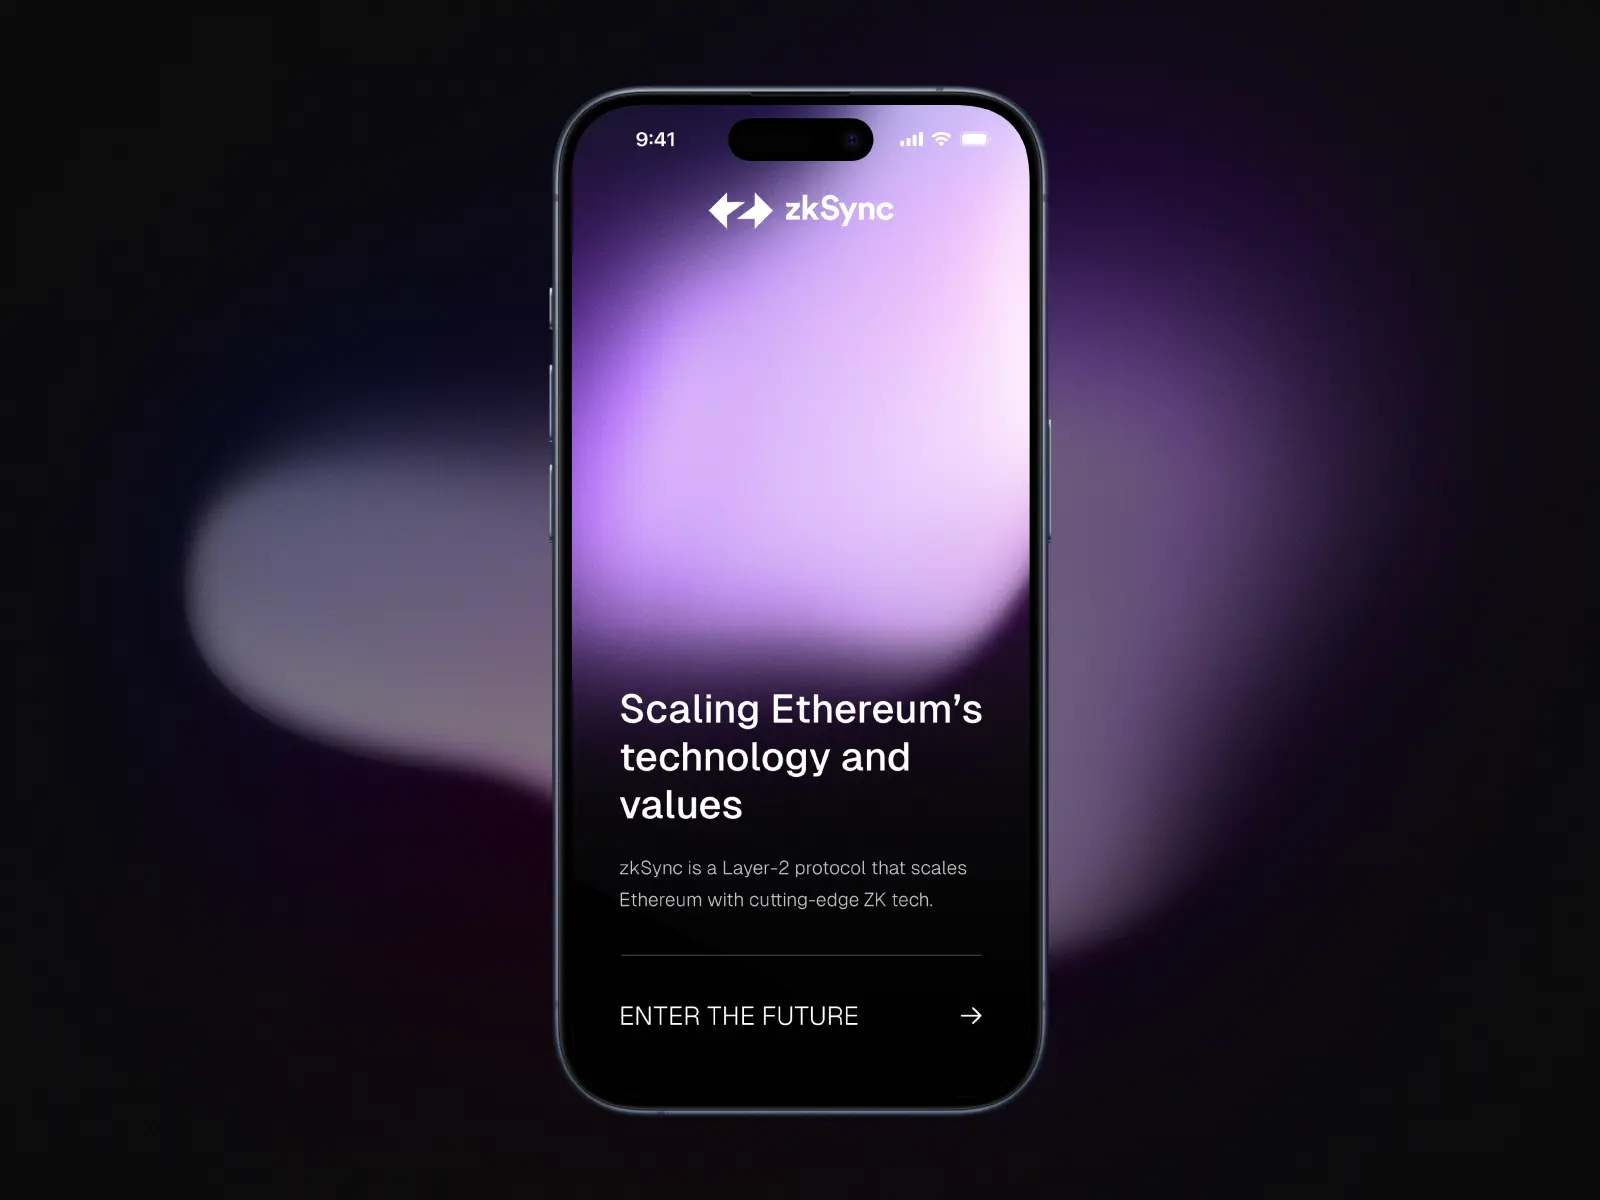 9:41
zkSync
Scaling Ethereum’s
technology and
values
zkSync is a Layer-2 protocol that scales
Ethereum with cutting-edge ZK tech.
ENTER THE FUTURE